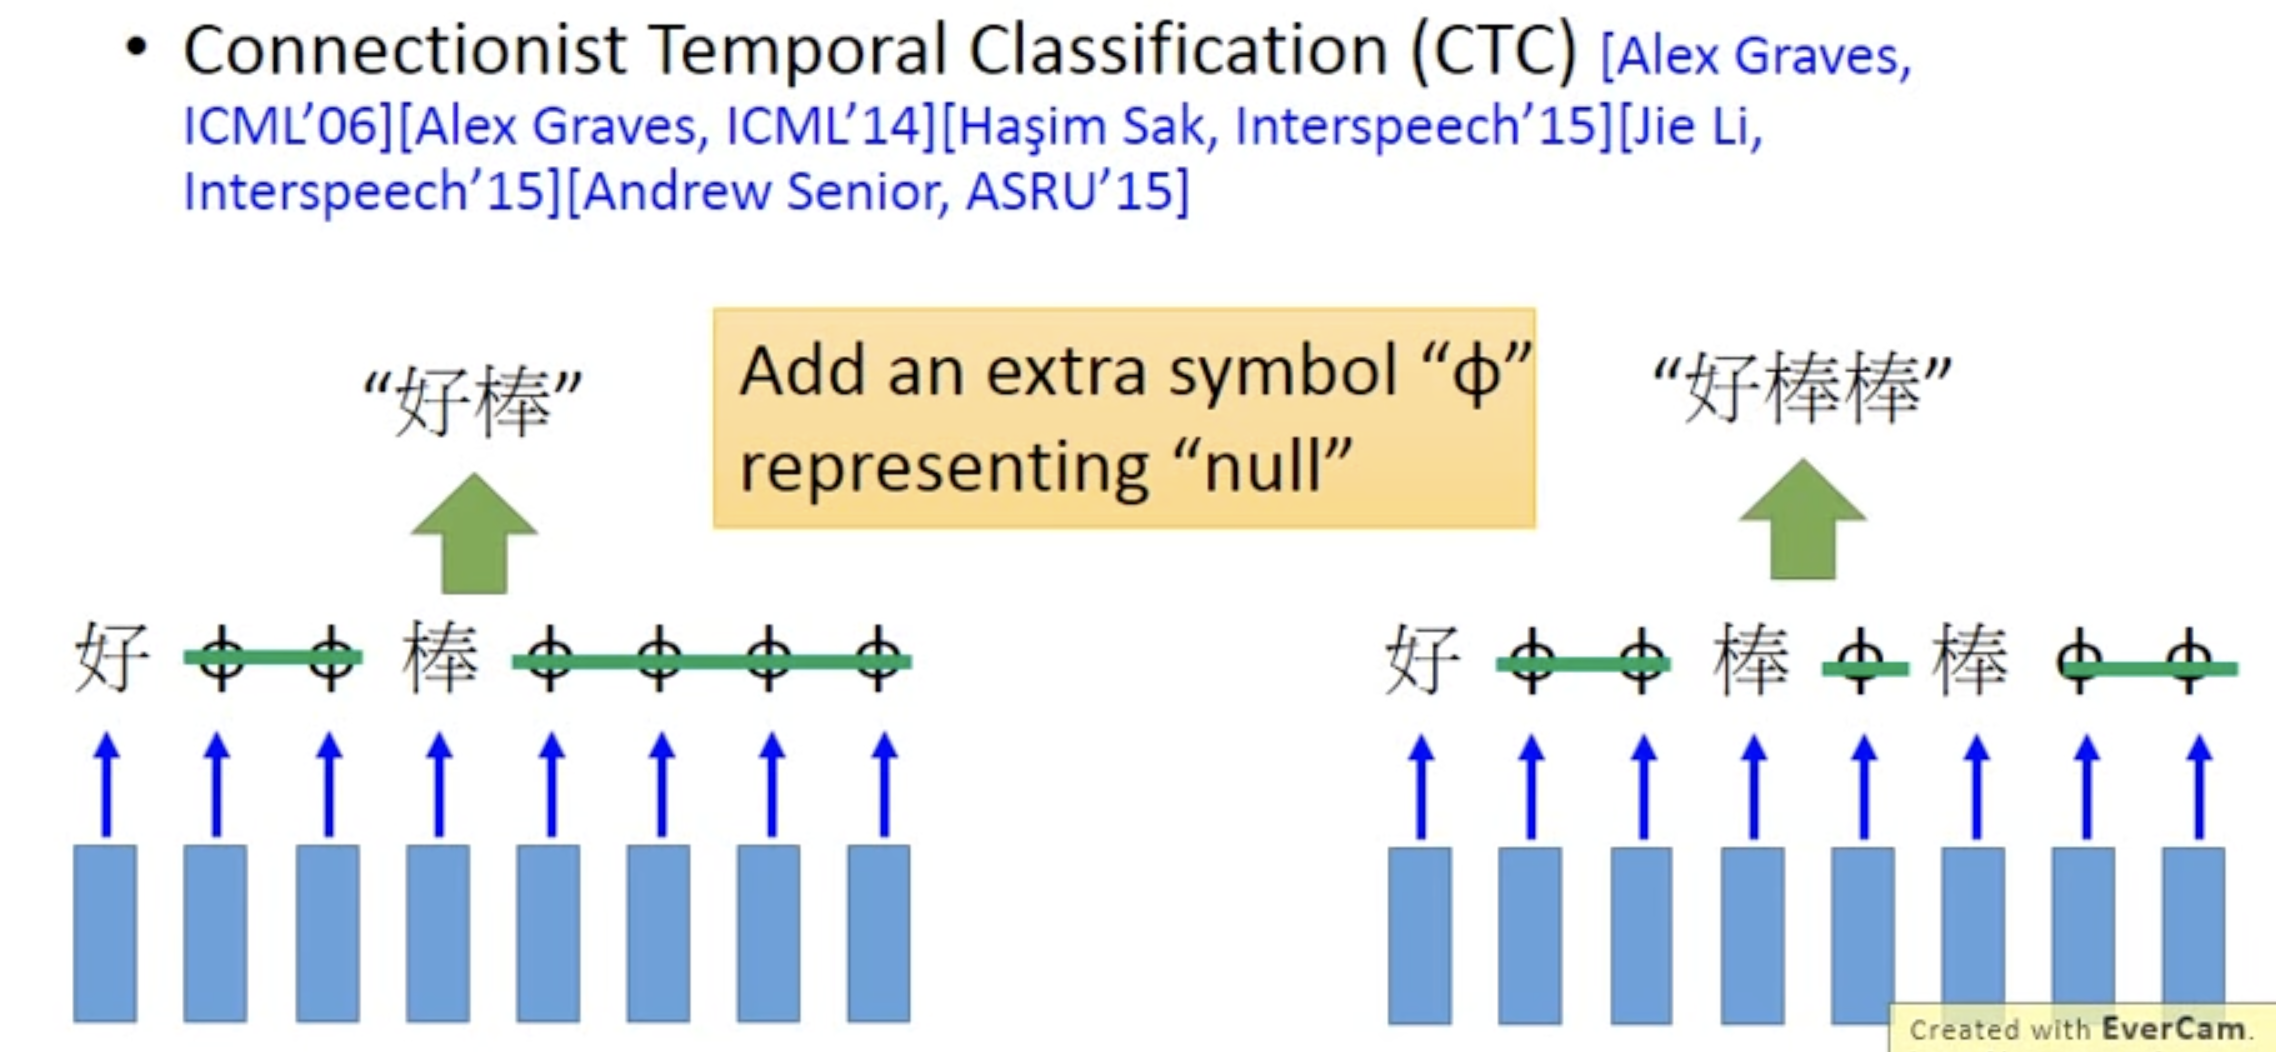 • Connectionist Temporal Classification (CTC) [Alex Graves,
ICML’06][Alex Graves, ICML’14][Haşim Sak, Interspeech’15][Jie Li,
Interspeech’15][Andrew Senior, ASRU’15]
“好棒”
Add an extra symbol “ϕ”
representing “null”
“好棒棒”
好 ϕ ϕ 棒 ϕ ϕ ϕ ϕ
好 ϕ ϕ 棒 ϕ 棒 ϕ ϕ
Created with EverCam.